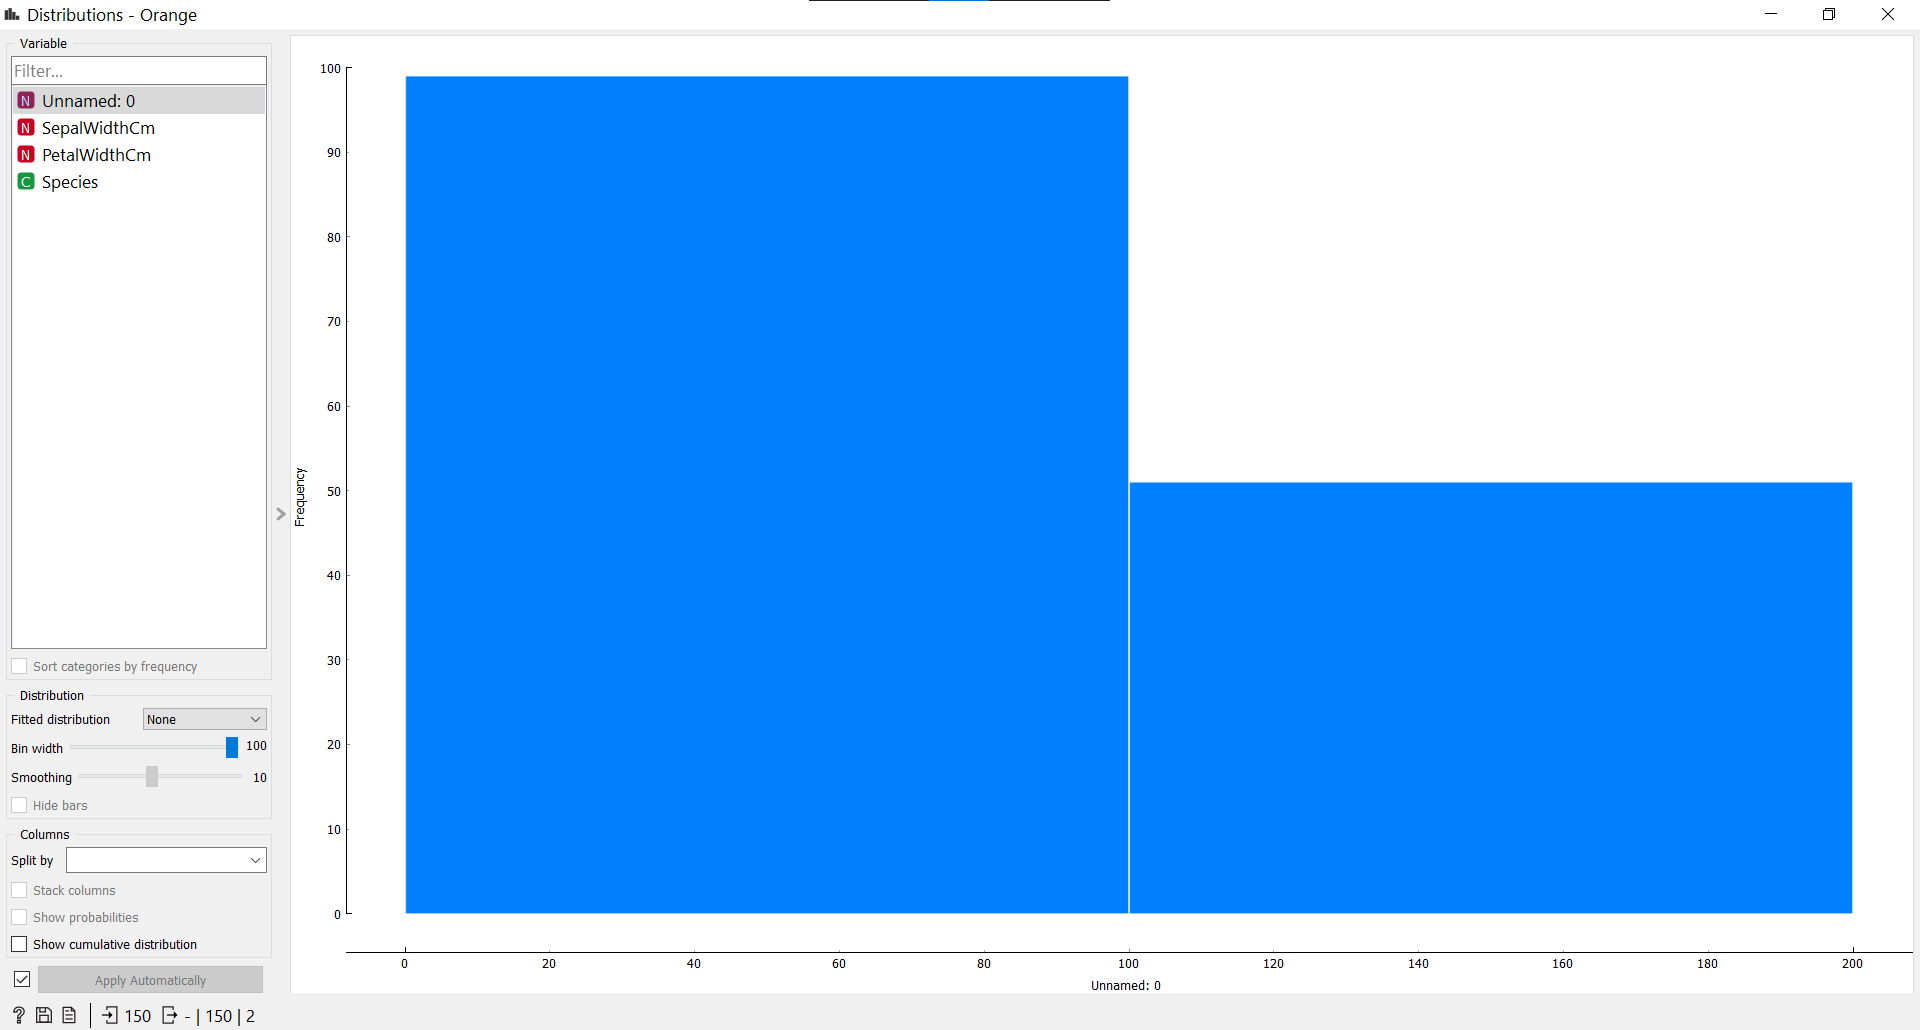 Distributions - Orange
Variable
Filter...
N Unnamed: 0
N SepalWidthCm
N PetalWidthCm
C Species
Sort categories by frequency
Distribution
Fitted distribution None
Bin width 100
Smoothing 10
Hide bars
Columns
Split by
Stack columns
Show probabilities
Show cumulative distribution
Apply Automatically
? 150 - | 150 | 2
Frequency
100
90
80
70
60
50
40
30
20
10
0
0 20 40 60 80 100 120 140 160 180 200
Unnamed: 0